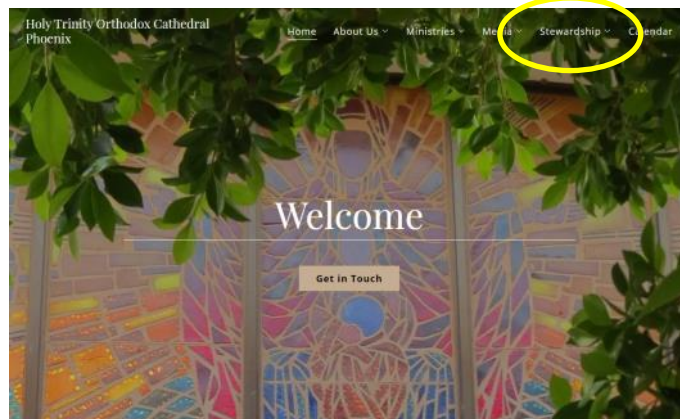 Holy Trinity Orthodox Cathedral
Phoenix
Home About Us Ministries Media Stewardship Calendar
Welcome
Get in Touch